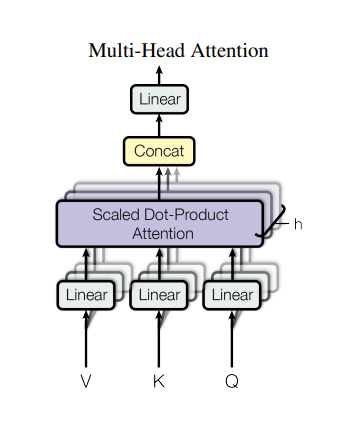 Multi-Head Attention
Linear
Concat
Scaled Dot-Product
Attention
h
Linear Linear Linear
V K Q